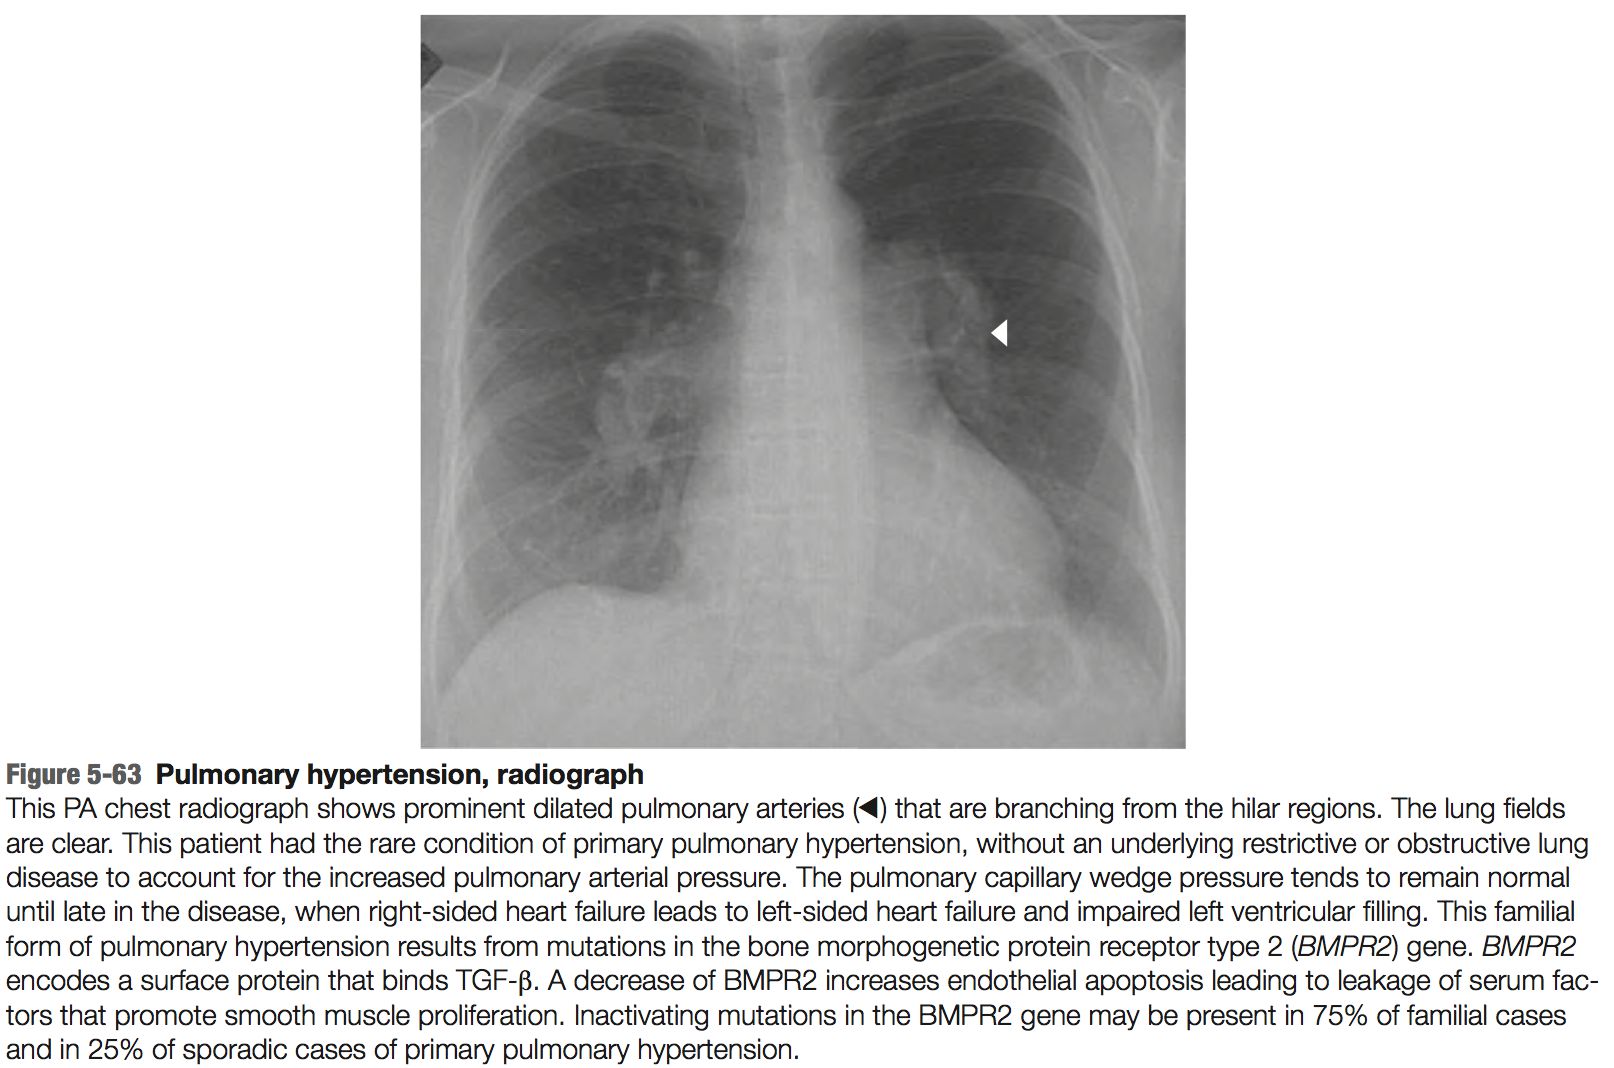 Figure 5-63 Pulmonary hypertension, radiograph
This PA chest radiograph shows prominent dilated pulmonary arteries (◀) that are branching from the hilar regions. The lung fields
are clear. This patient had the rare condition of primary pulmonary hypertension, without an underlying restrictive or obstructive lung
disease to account for the increased pulmonary arterial pressure. The pulmonary capillary wedge pressure tends to remain normal
until late in the disease, when right-sided heart failure leads to left-sided heart failure and impaired left ventricular filling. This familial
form of pulmonary hypertension results from mutations in the bone morphogenetic protein receptor type 2 (BMPR2) gene. BMPR2
encodes a surface protein that binds TGF-β. A decrease of BMPR2 increases endothelial apoptosis leading to leakage of serum fac-
tors that promote smooth muscle proliferation. Inactivating mutations in the BMPR2 gene may be present in 75% of familial cases
and in 25% of sporadic cases of primary pulmonary hypertension.